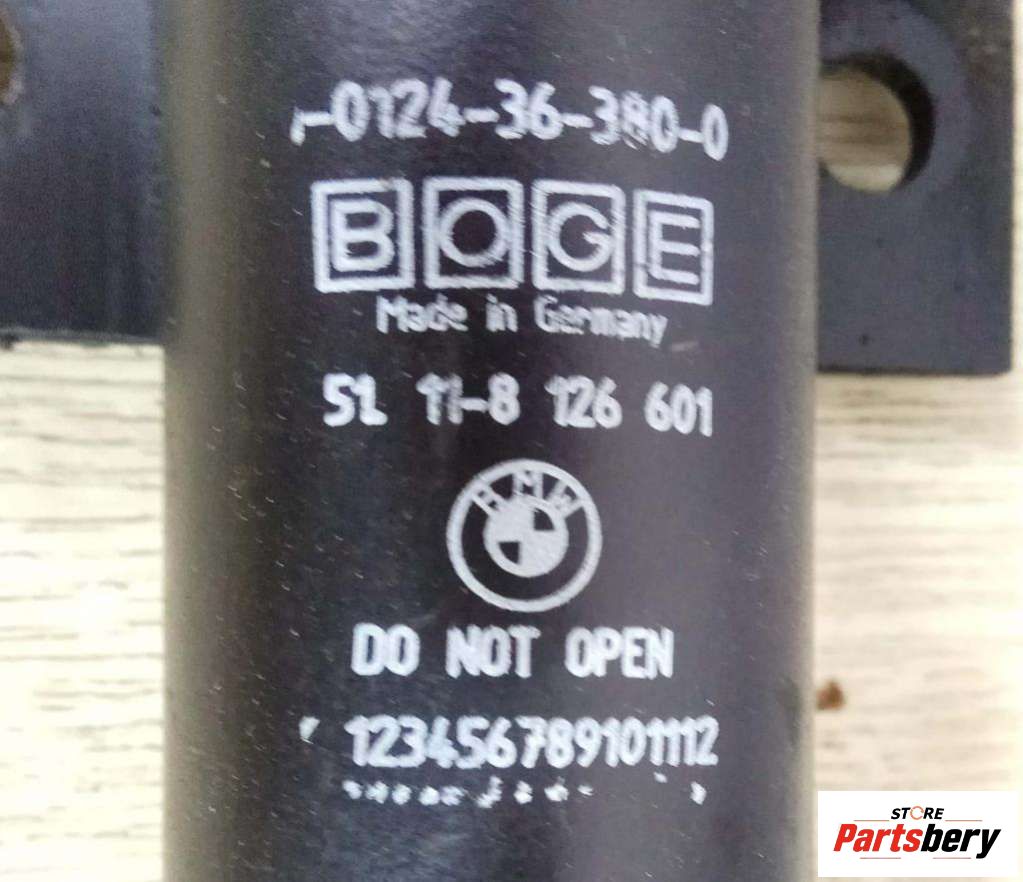 -0124-36-380-0
BOGE
Made in Germany
51. 11-8 126 601
BMW
DO NOT OPEN
123456789101112
STORE
Partsbery